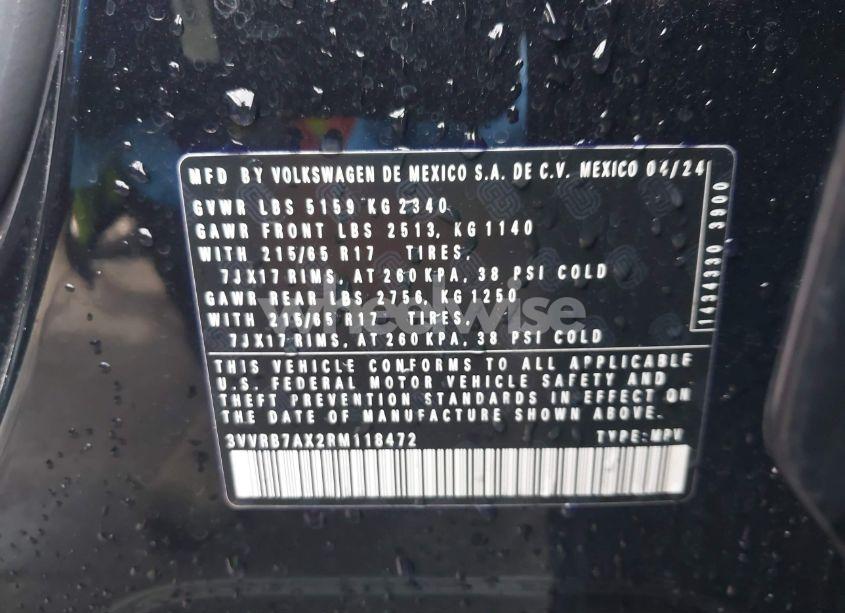 MFD BY VOLKSWAGEN DE MEXICO S.A. DE C.V. MEXICO 04/24
GVWR LBS 5159 KG 2340
GAWR FRONT LBS 2513, KG 1140
WITH 215/65 R17 TIRES.
7JX17 RIMS, AT 260 KPA, 38 PSI COLD
GAWR REAR LBS 2756, KG 1250
WITH 215/65 R17 TIRES.
7JX17 RIMS, AT 260 KPA, 38 PSI COLD
1434330 3900
THIS VEHICLE CONFORMS TO ALL APPLICABLE
U.S. FEDERAL MOTOR VEHICLE SAFETY AND
THEFT PREVENTION STANDARDS IN EFFECT ON
THE DATE OF MANUFACTURE SHOWN ABOVE.
3VVRB7AX2RM118472 TYPE: MPV
wheelwise